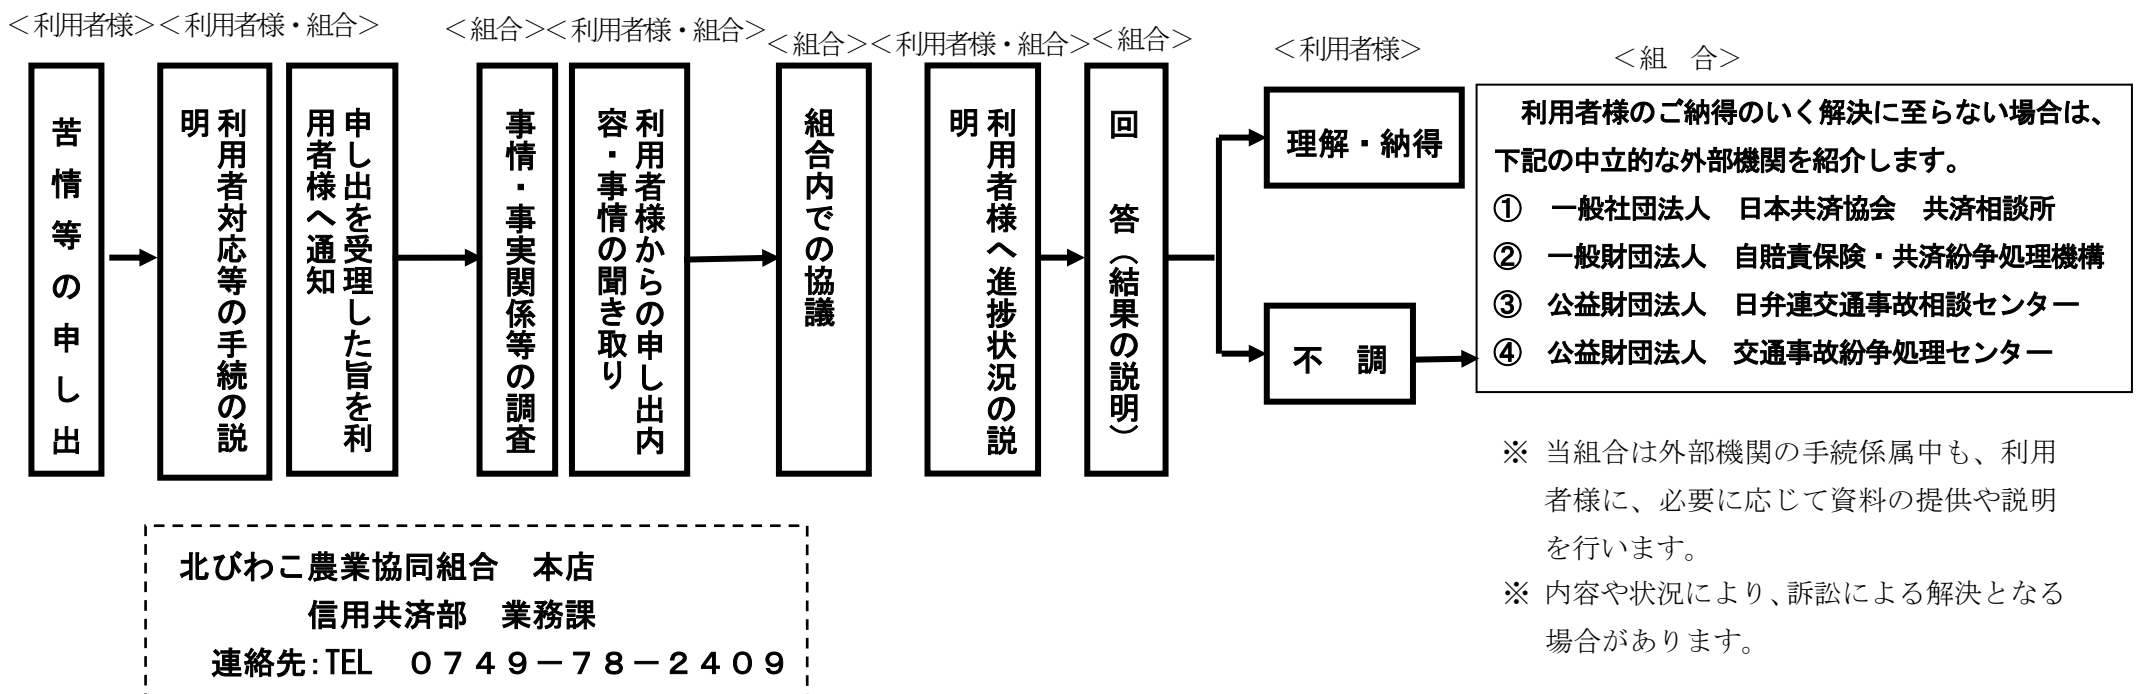 ＜利用者様＞
＜利用者様・組合＞
＜組合＞
＜利用者様・組合＞
＜組合＞
＜利用者様・組合＞
＜組合＞
＜利用者様＞
＜組　合＞
苦情等の申し出
利用者対応等の手続の説
明
申し出を受理した旨を利
用者様へ通知
事情・事実関係等の調査
利用者様からの申し出内
容・事情の聞き取り
組合内での協議
利用者様へ進捗状況の説
明
回　答（結果の説明）
理解・納得
不　調
利用者様のご納得のいく解決に至らない場合は、
下記の中立的な外部機関を紹介します。
①　一般社団法人　日本共済協会　共済相談所
②　一般財団法人　自賠責保険・共済紛争処理機構
③　公益財団法人　日弁連交通事故相談センター
④　公益財団法人　交通事故紛争処理センター
※ 当組合は外部機関の手続係属中も、利用
者様に、必要に応じて資料の提供や説明
を行います。
※ 内容や状況により、訴訟による解決となる
場合があります。
北びわこ農業協同組合　本店
信用共済部　業務課
連絡先:TEL　０７４９－７８－２４０９